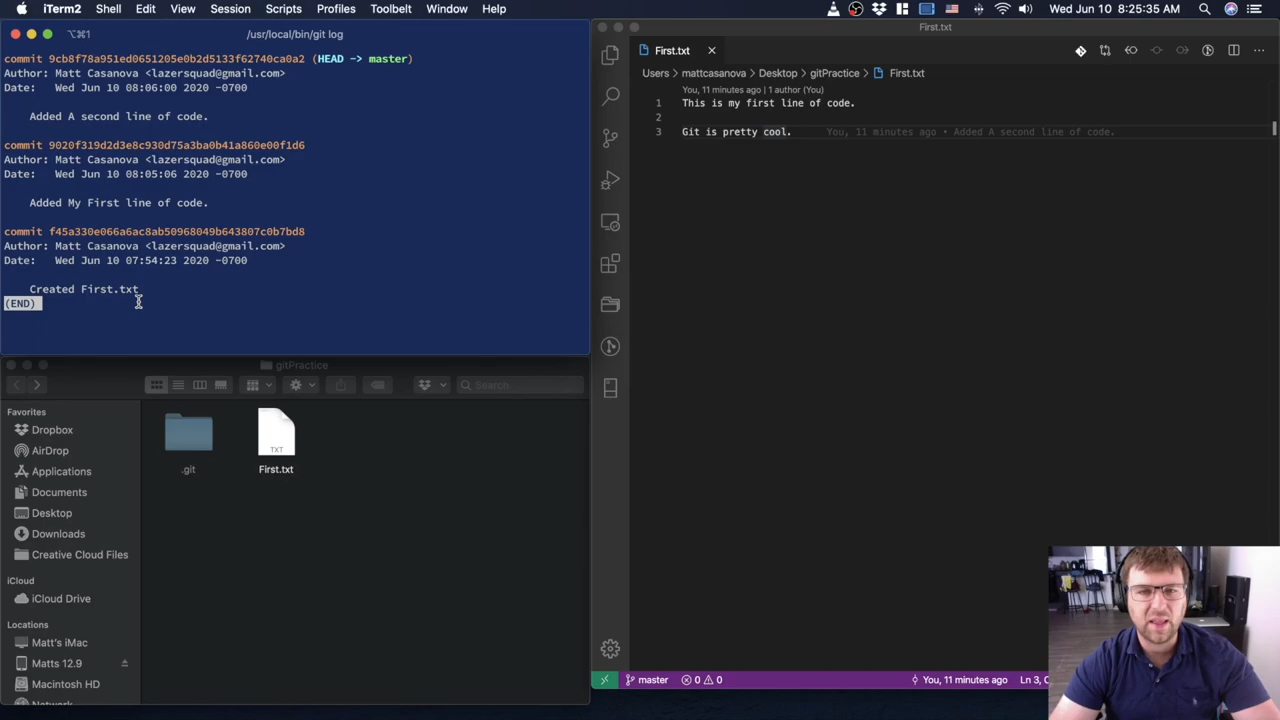 iTerm2 Shell Edit View Session Scripts Profiles Toolbelt Window Help Wed Jun 10 8:25:35 AM
⌥⌘1 /usr/local/bin/git log
commit 9cb8f78a951ed0651205e0b2d5133f62740ca0a2 (HEAD -> master)
Author: Matt Casanova <lazersquad@gmail.com>
Date: Wed Jun 10 08:06:00 2020 -0700
Added A second line of code.
commit 9020f319d2d3e8c930d75a3ba0b41a860e00f1d6
Author: Matt Casanova <lazersquad@gmail.com>
Date: Wed Jun 10 08:05:06 2020 -0700
Added My First line of code.
commit f45a330e066a6ac8ab50968049b643807c0b7bd8
Author: Matt Casanova <lazersquad@gmail.com>
Date: Wed Jun 10 07:54:23 2020 -0700
Created First.txt
(END)
gitPractice
Search
Favorites
Dropbox
AirDrop
Applications
Documents
Desktop
Downloads
Creative Cloud Files
iCloud
iCloud Drive
Locations
Matt's iMac
Matts 12.9
Macintosh HD
Network
.git
TXT
First.txt
First.txt
First.txt
Users > mattcasanova > Desktop > gitPractice > First.txt
You, 11 minutes ago | 1 author (You)
1 This is my first line of code.
2
3 Git is pretty cool. You, 11 minutes ago • Added A second line of code.
master 0 0 You, 11 minutes ago Ln 3, C